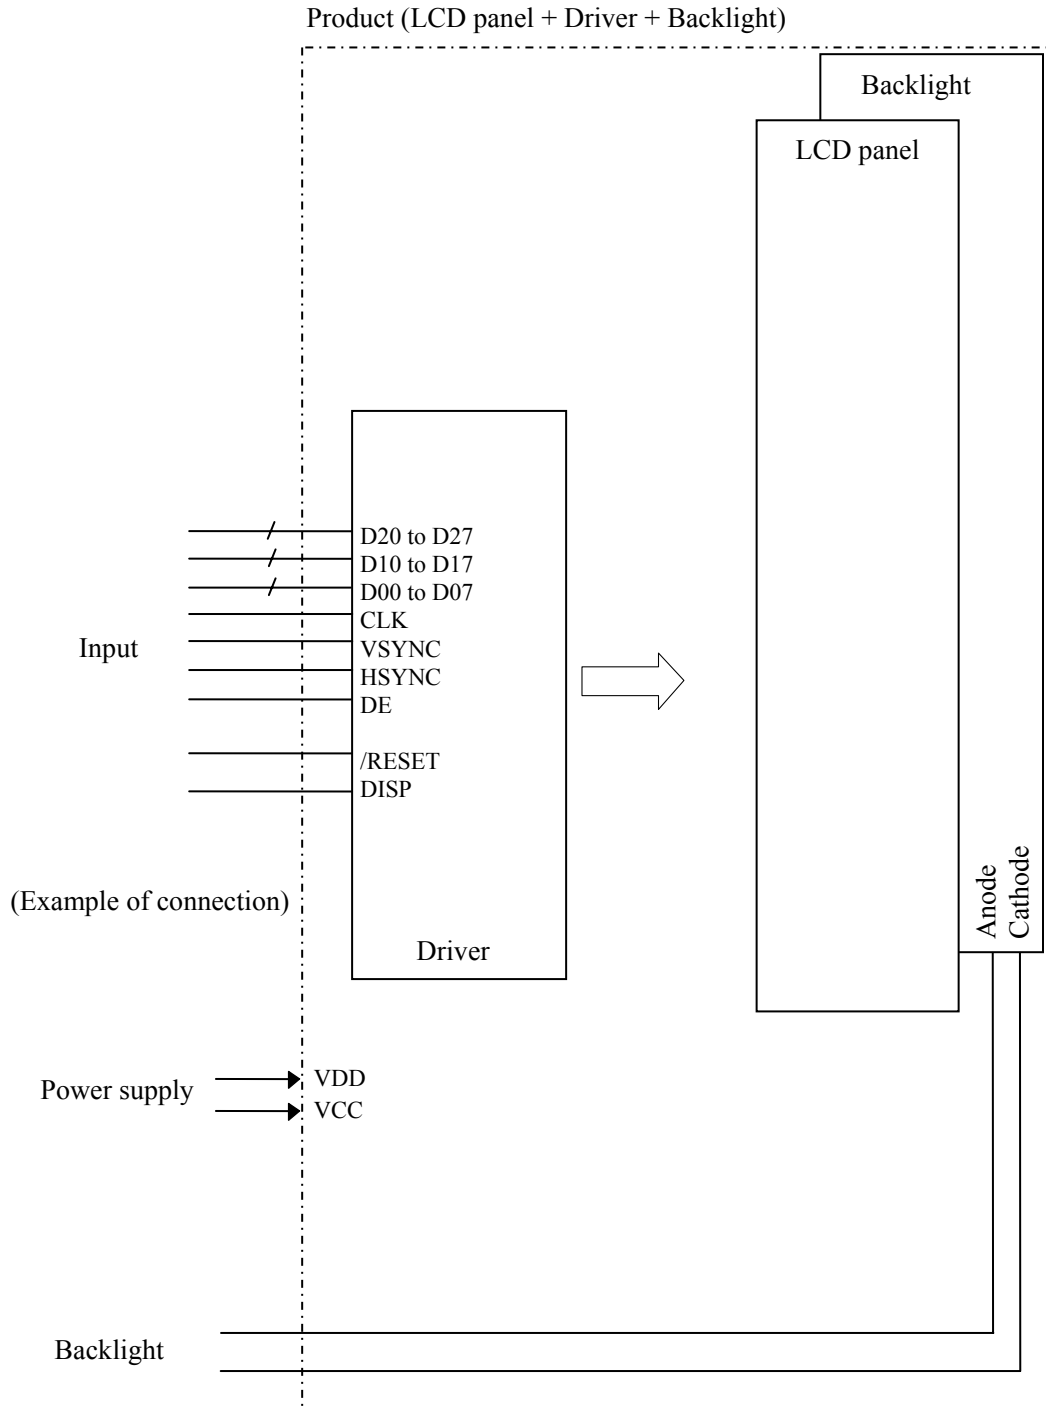 Product (LCD panel + Driver + Backlight)
Backlight
LCD panel
D20 to D27
D10 to D17
D00 to D07
CLK
Input
VSYNC
HSYNC
DE
/RESET
DISP
(Example of connection)
Anode
Cathode
Driver
Power supply
VDD
VCC
Backlight